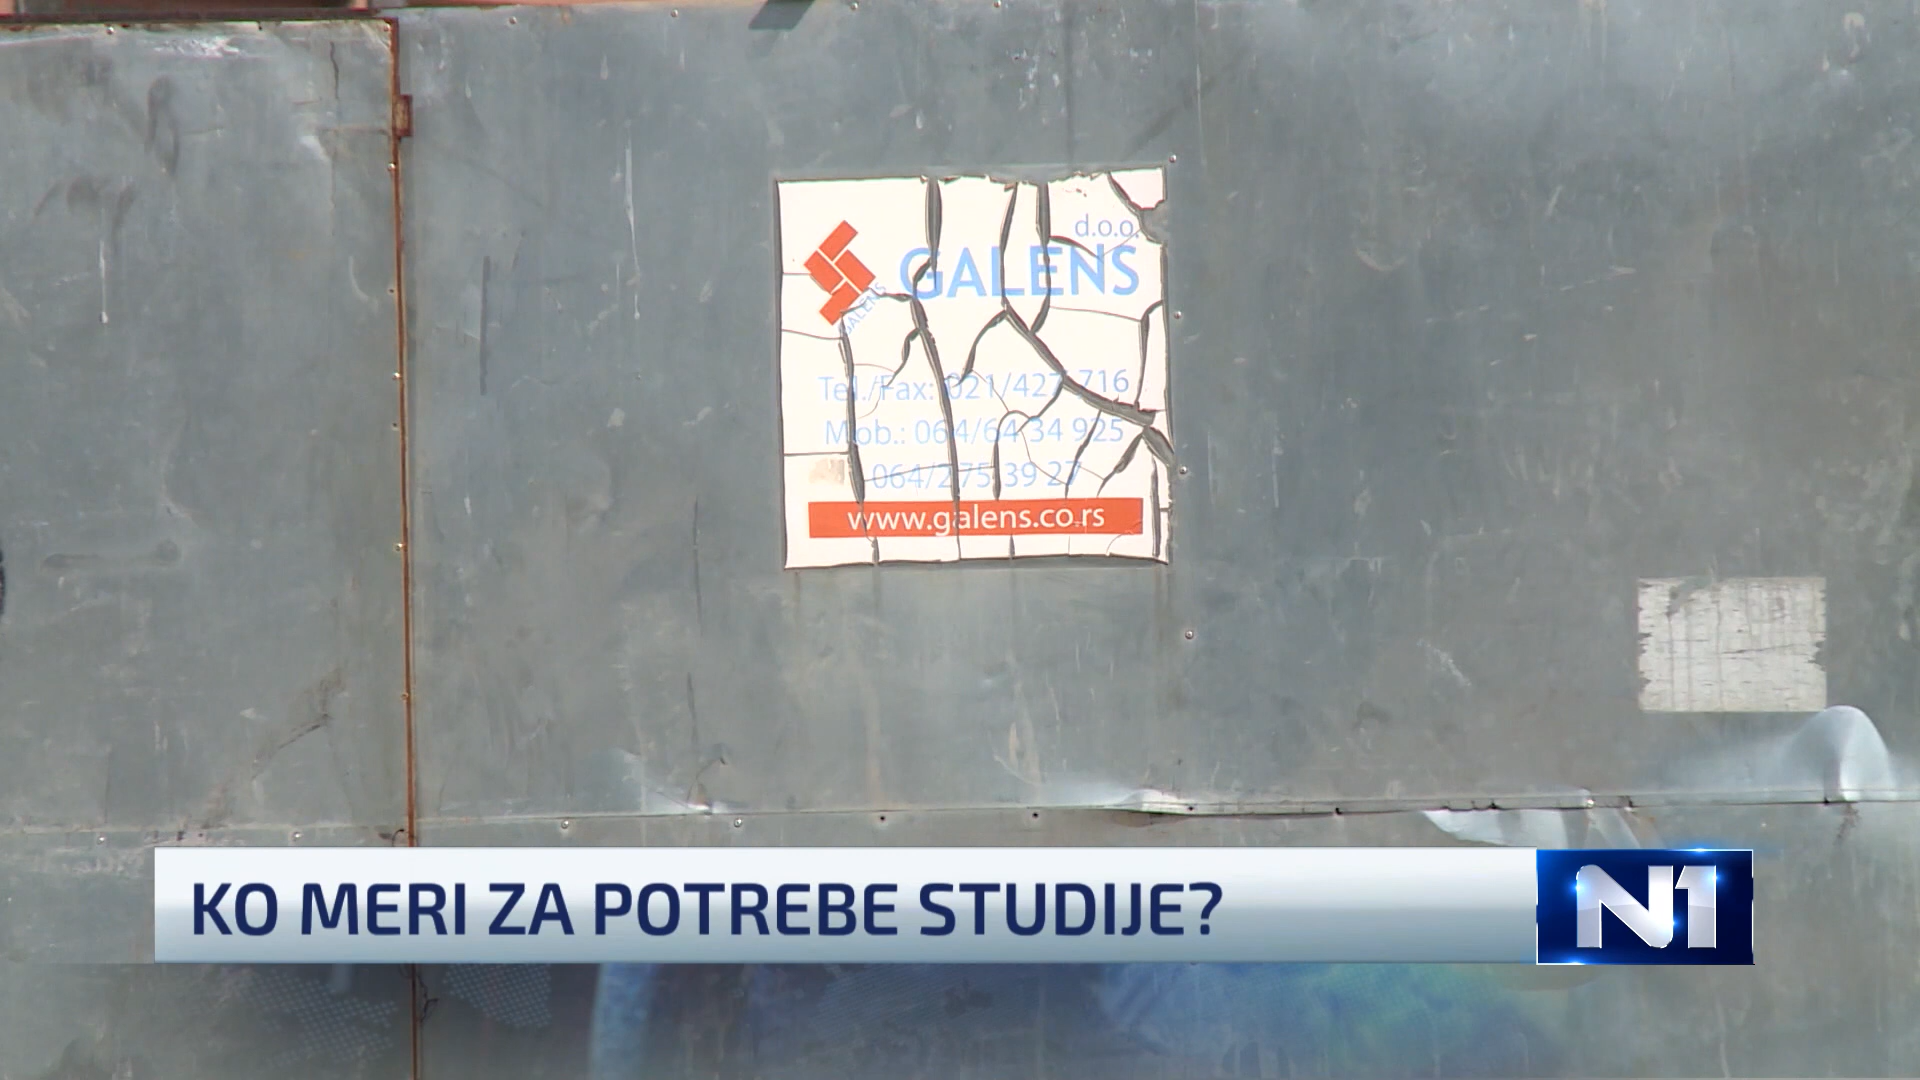 d.o.o.
GALENS
GALENS
Tel./Fax: 021/427 716
Mob.: 064/64 34 925
064/275 39 27
www.galens.co.rs
KO MERI ZA POTREBE STUDIJE?
N1